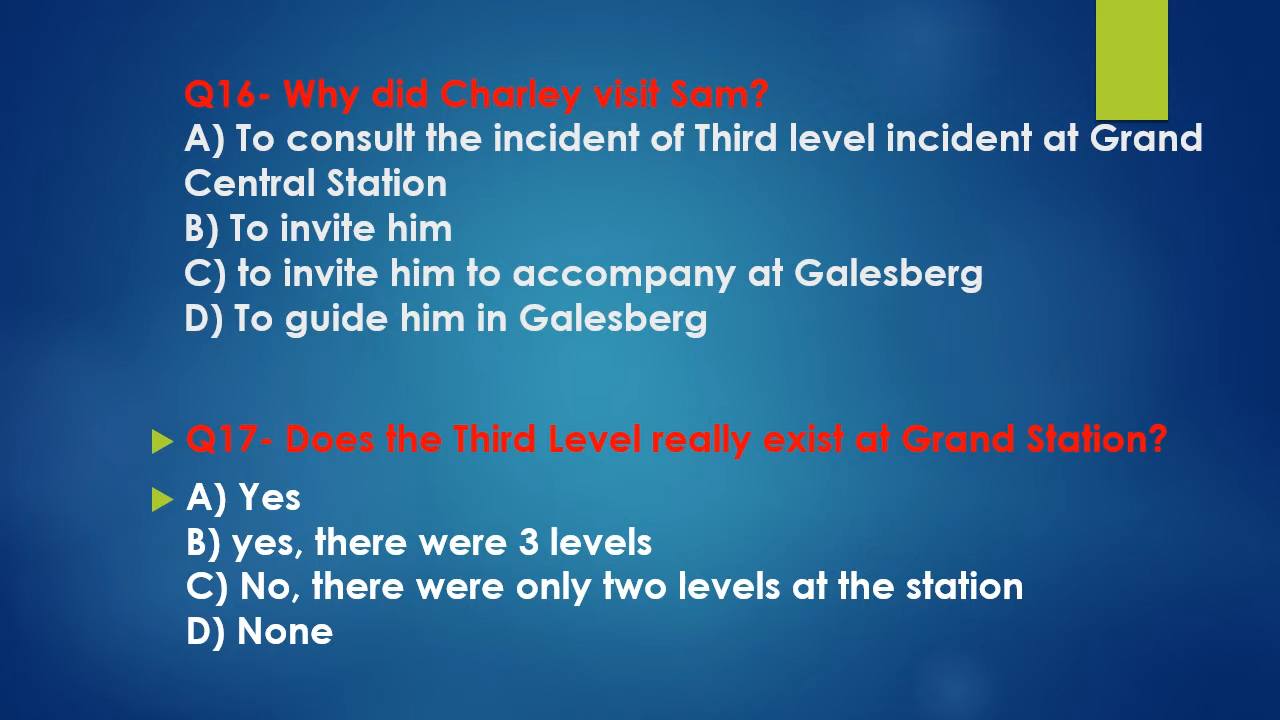 Q16- Why did Charley visit Sam?
A) To consult the incident of Third level incident at Grand
Central Station
B) To invite him
C) to invite him to accompany at Galesberg
D) To guide him in Galesberg
Q17- Does the Third Level really exist at Grand Station?
A) Yes
B) yes, there were 3 levels
C) No, there were only two levels at the station
D) None